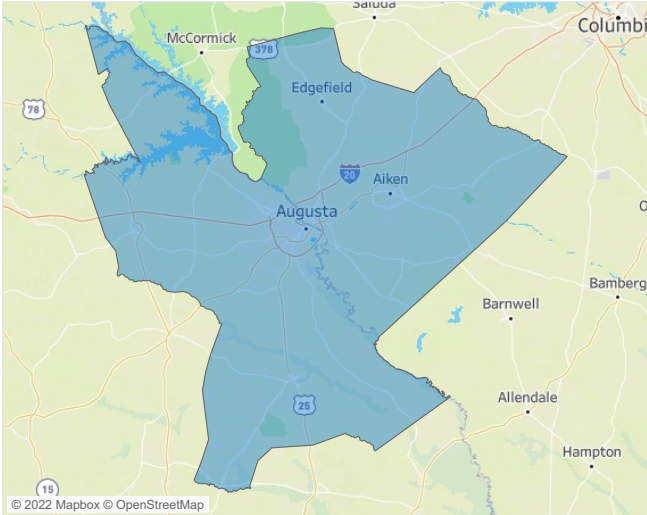 Saluda
McCormick
Columbi
378
Edgefield
78
20
Aiken
Augusta
O
Bamberg
Barnwell
Allendale
25
Hampton
15
© 2022 Mapbox © OpenStreetMap